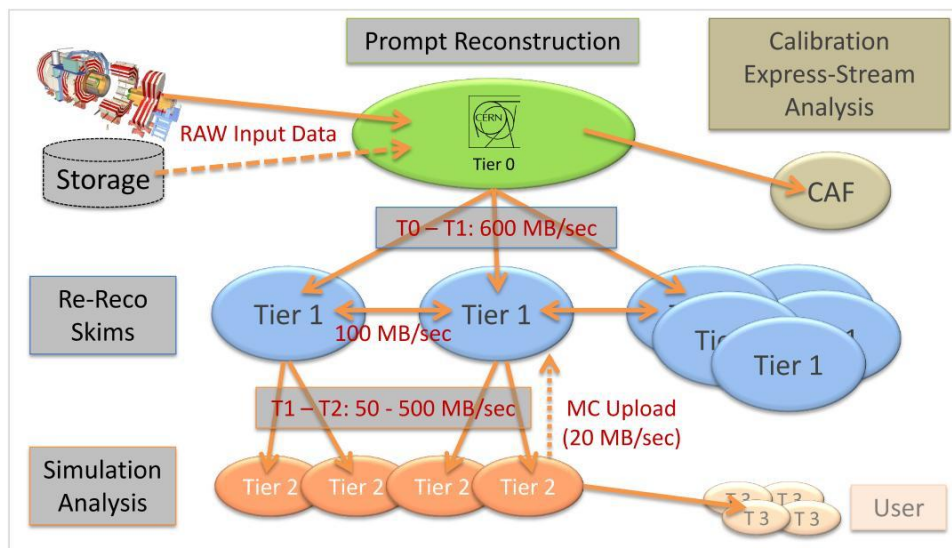 Prompt Reconstruction
Calibration
Express-Stream
Analysis
RAW Input Data
CERN
Tier 0
Storage
CAF
T0 – T1: 600 MB/sec
Re-Reco
Skims
Tier 1
Tier 1
Tier 1
100 MB/sec
T1 – T2: 50 - 500 MB/sec
MC Upload
(20 MB/sec)
Simulation
Analysis
Tier 2
Tier 2
Tier 2
Tier 2
T 3
T 3
T 3
T 3
User